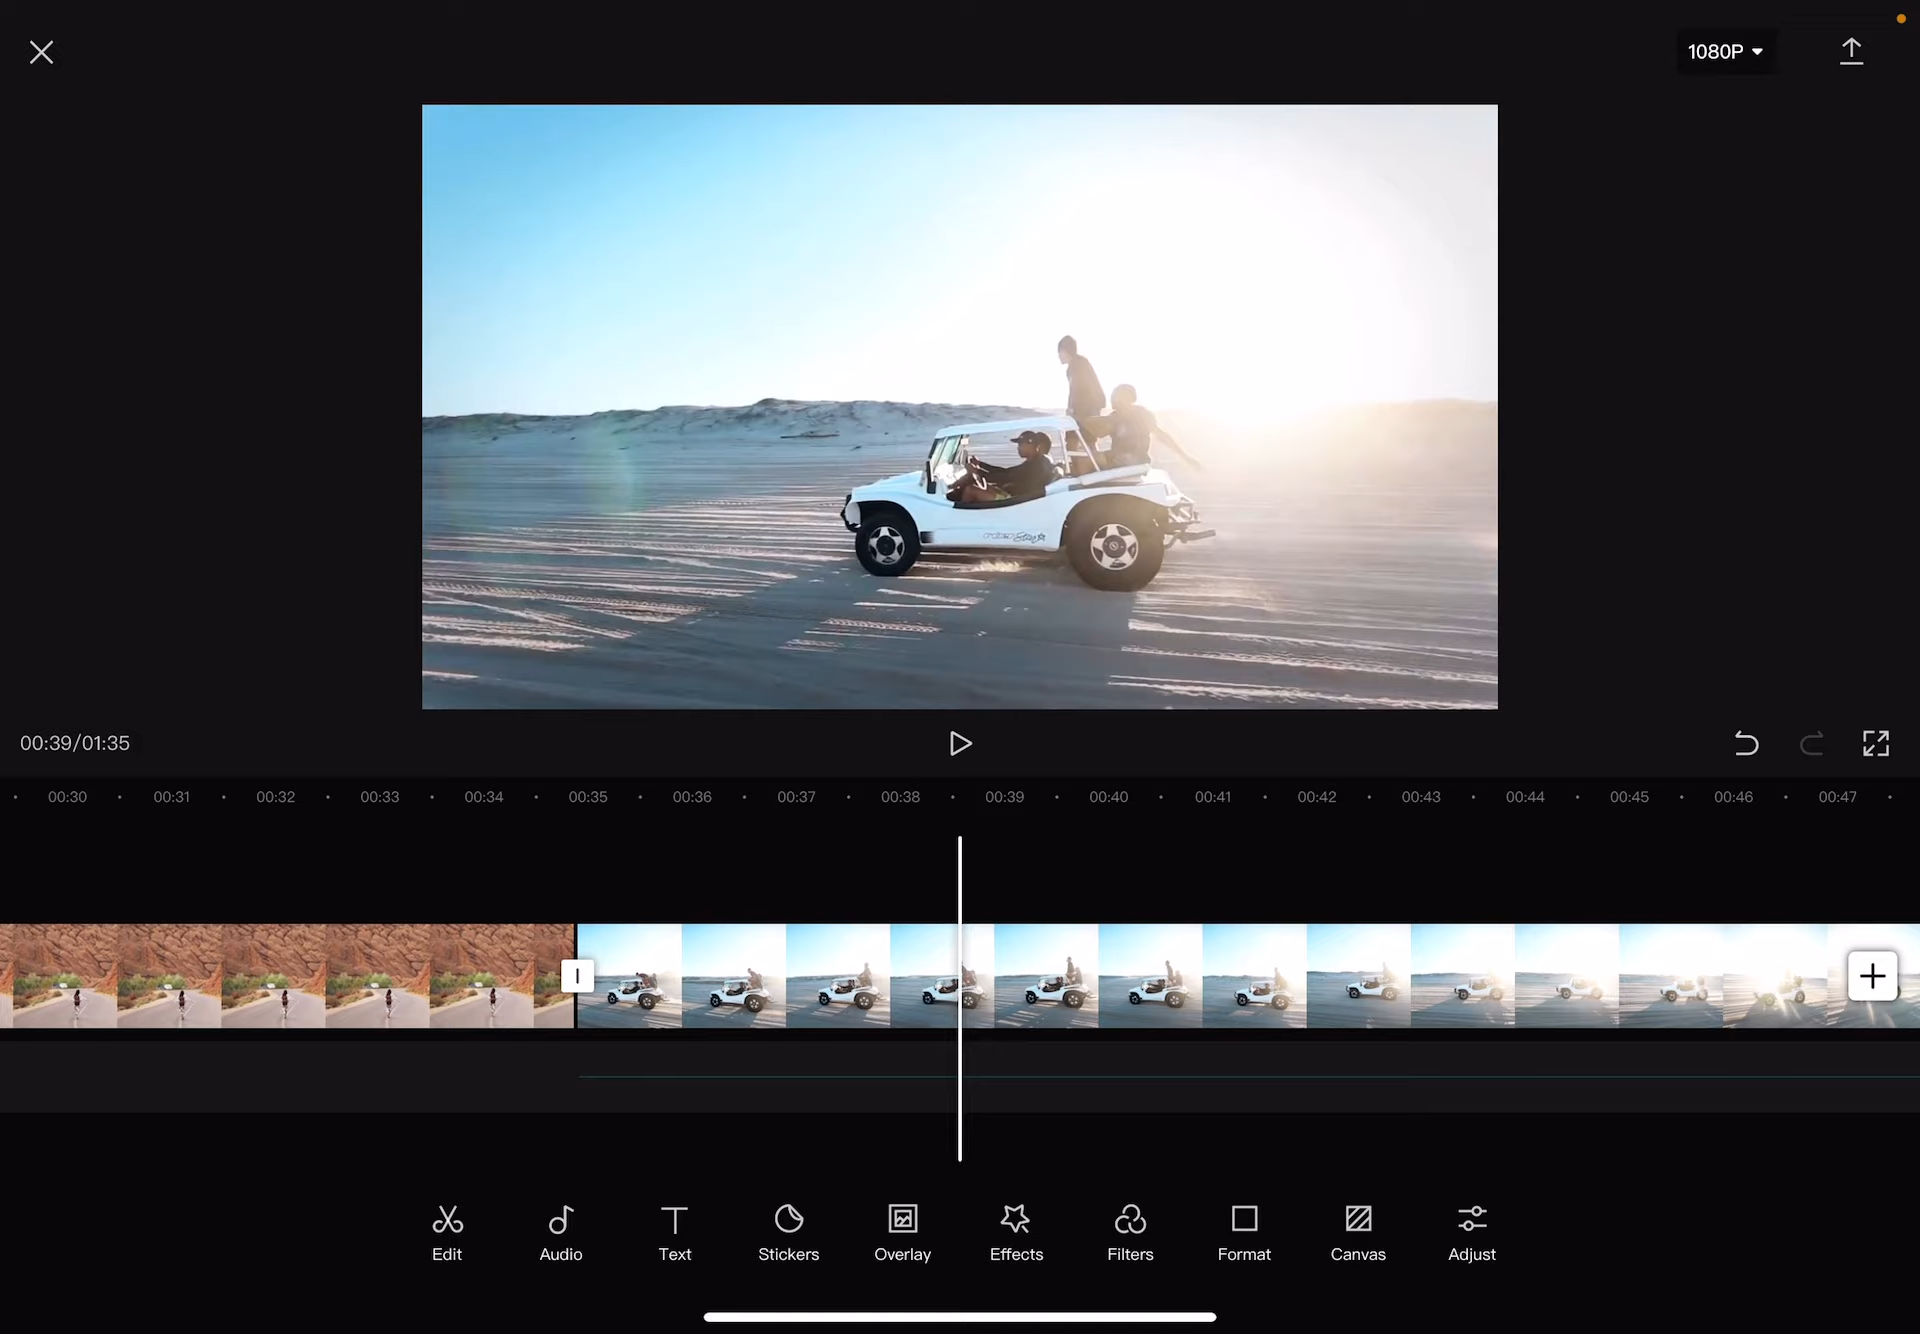 1080P
00:39/01:35
00:30 00:31 00:32 00:33 00:34 00:35 00:36 00:37 00:38 00:39 00:40 00:41 00:42 00:43 00:44 00:45 00:46 00:47
Edit Audio Text Stickers Overlay Effects Filters Format Canvas Adjust